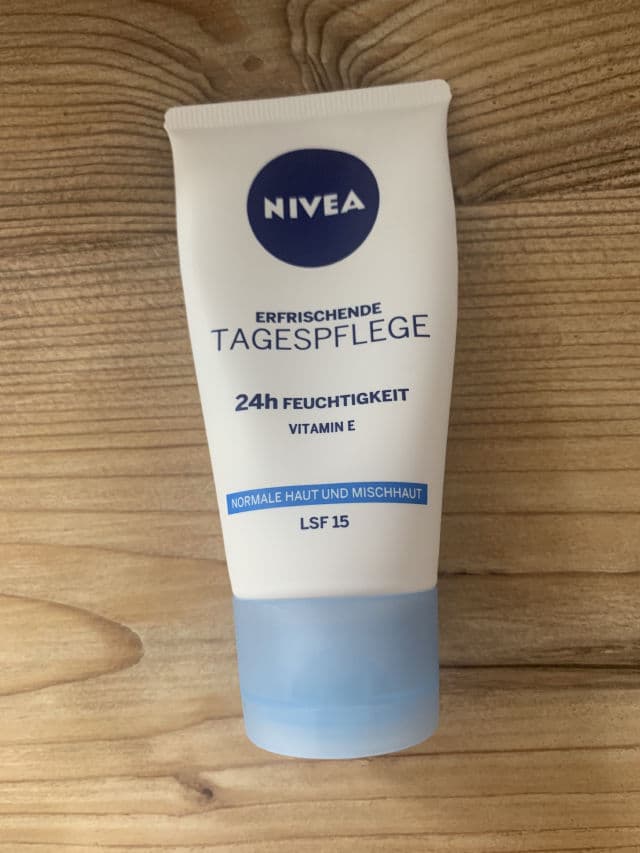 NIVEA
ERFRISCHENDE
TAGESPFLEGE
24h FEUCHTIGKEIT
VITAMIN E
NORMALE HAUT UND MISCHHAUT
LSF 15